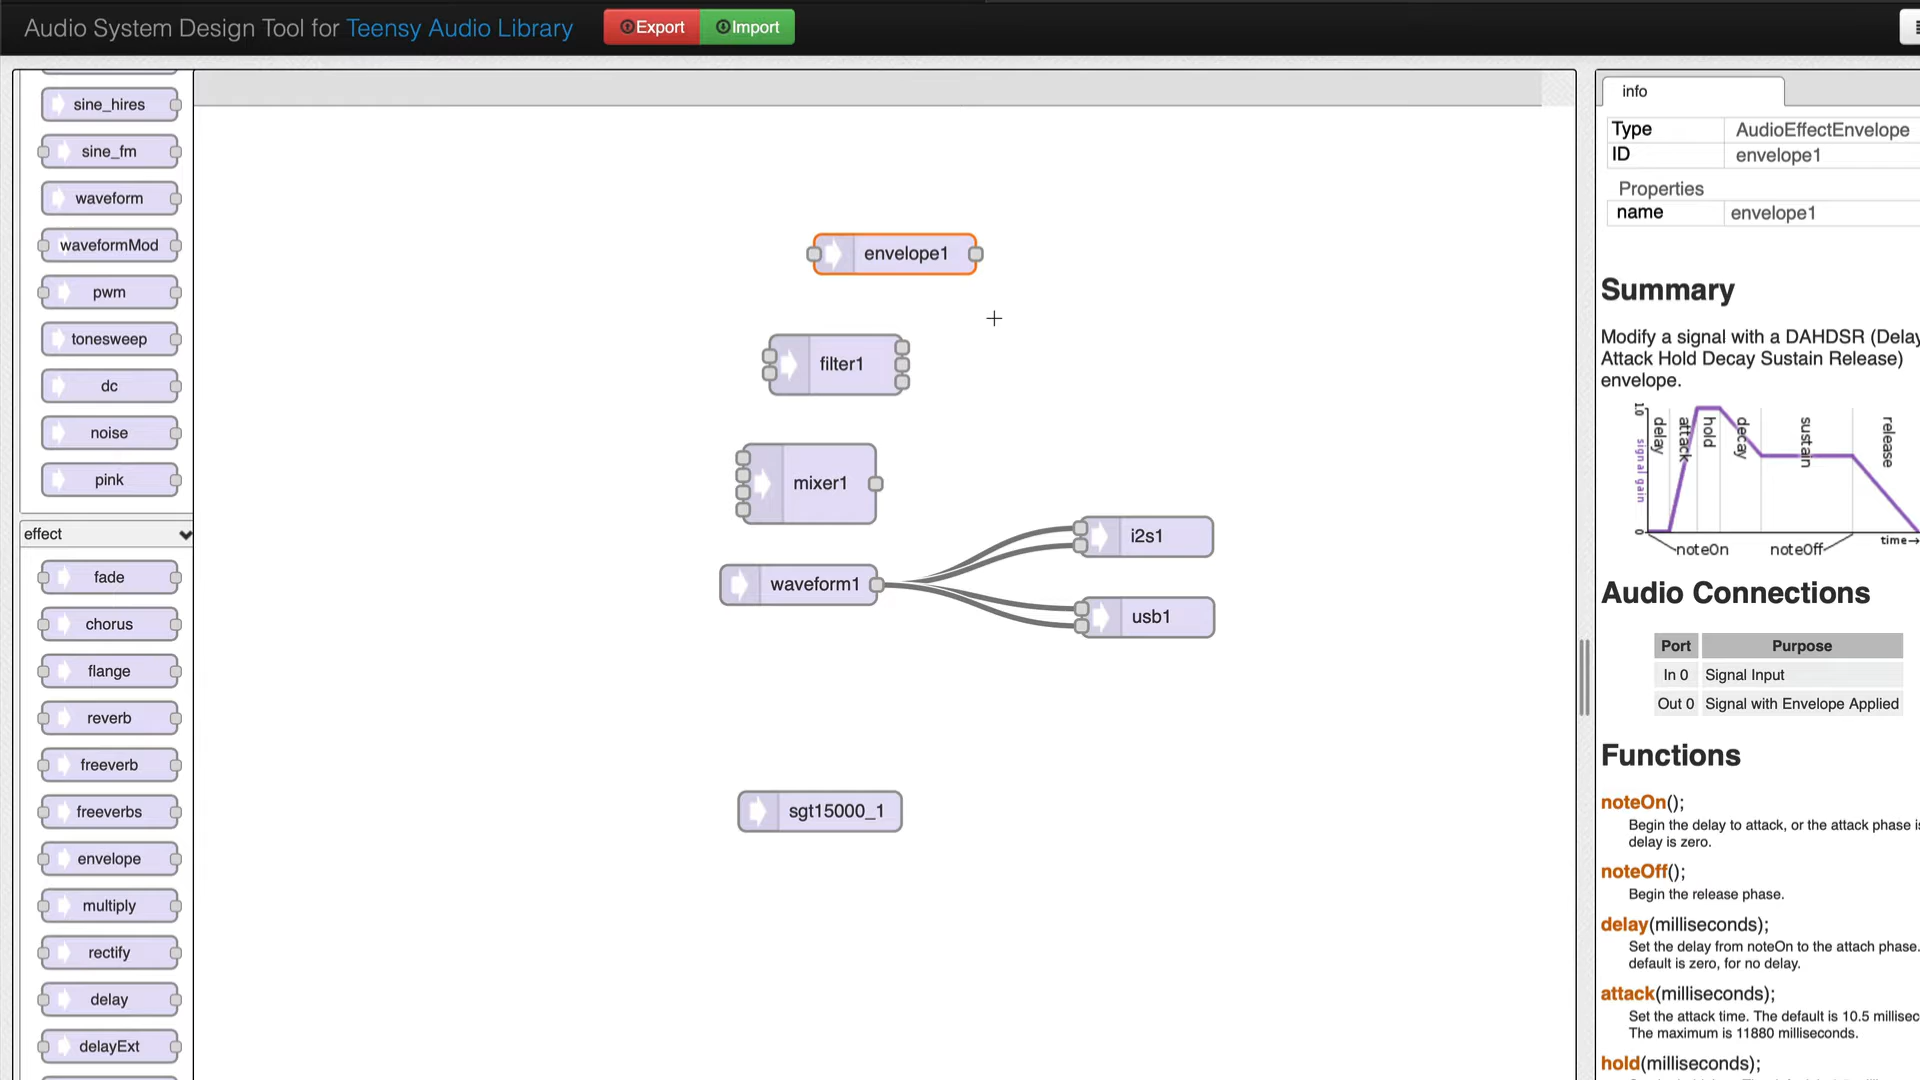 Audio System Design Tool for Teensy Audio Library
Export
Import
sine_hires
sine_fm
waveform
waveformMod
pwm
tonesweep
dc
noise
pink
effect
fade
chorus
flange
reverb
freeverb
freeverbs
envelope
multiply
rectify
delay
delayExt
envelope1
filter1
mixer1
waveform1
i2s1
usb1
sgt15000_1
info
Type AudioEffectEnvelope
ID envelope1
Properties
name envelope1
Summary
Modify a signal with a DAHDSR (Delay
Attack Hold Decay Sustain Release)
envelope.
1.0
signal gain
0
delay
attack
hold
decay
sustain
release
time→
noteOn
noteOff
Audio Connections
Port Purpose
In 0 Signal Input
Out 0 Signal with Envelope Applied
Functions
noteOn();
Begin the delay to attack, or the attack phase is
delay is zero.
noteOff();
Begin the release phase.
delay(milliseconds);
Set the delay from noteOn to the attach phase.
default is zero, for no delay.
attack(milliseconds);
Set the attack time. The default is 10.5 millisec
The maximum is 11880 milliseconds.
hold(milliseconds);